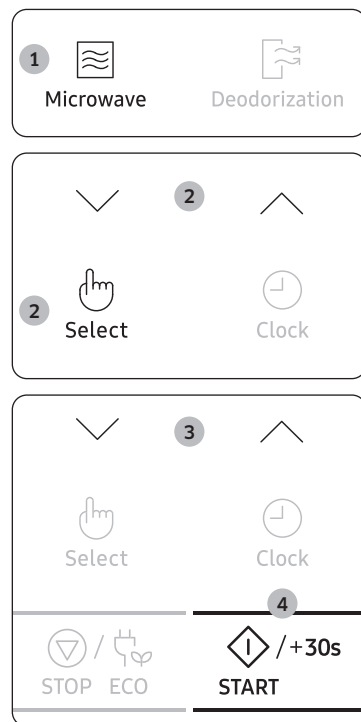 1
Microwave Deodorization
2
2
Select Clock
3
Select Clock
4
/ / +30s
STOP ECO START